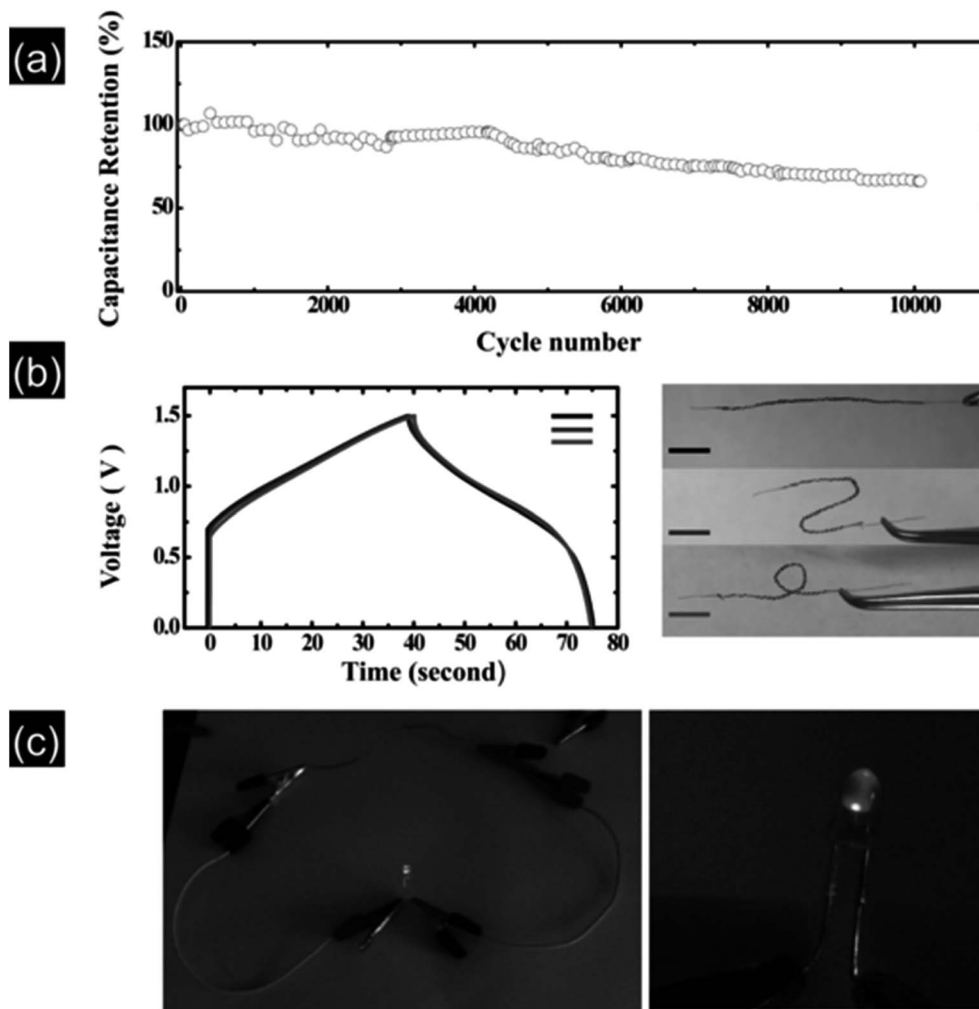 (a)
Capacitance Retention (%)
150
100
50
0
0 2000 4000 6000 8000 10000
Cycle number
(b)
Voltage ( V )
1.5
1.0
0.5
0.0
0 10 20 30 40 50 60 70 80
Time (second)
(c)